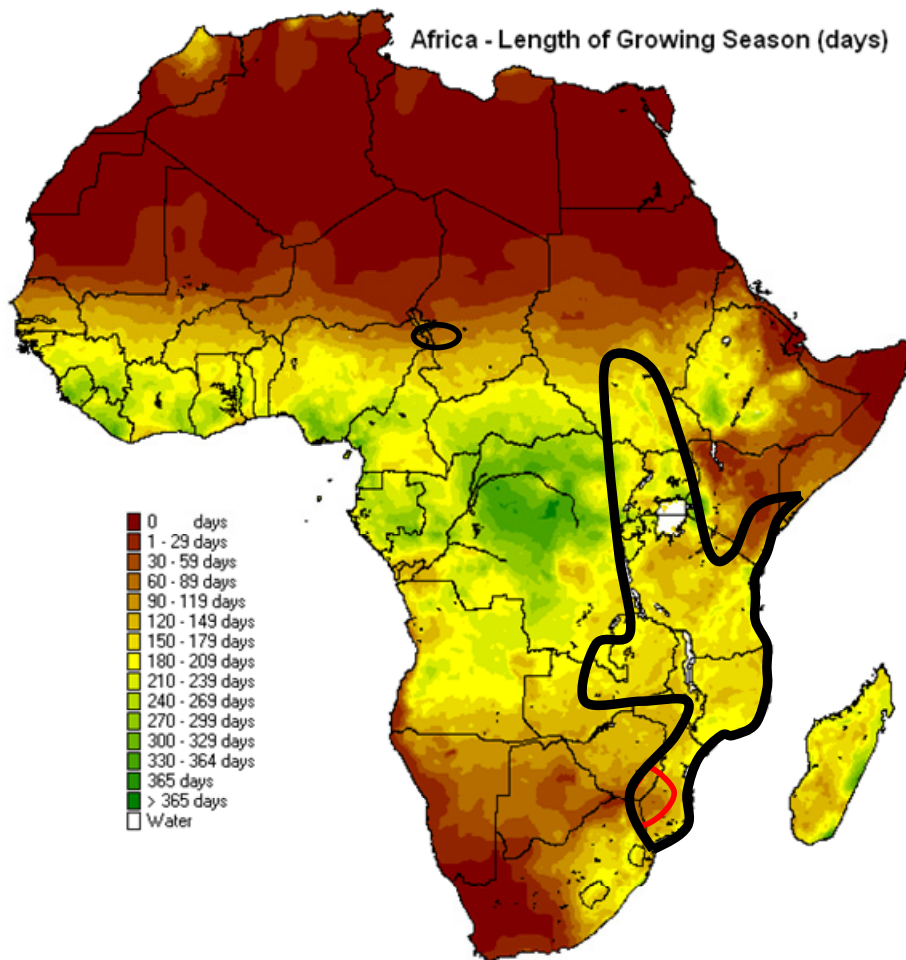 Africa - Length of Growing Season (days)
0 days
1 - 29 days
30 - 59 days
60 - 89 days
90 - 119 days
120 - 149 days
150 - 179 days
180 - 209 days
210 - 239 days
240 - 269 days
270 - 299 days
300 - 329 days
330 - 364 days
365 days
> 365 days
Water